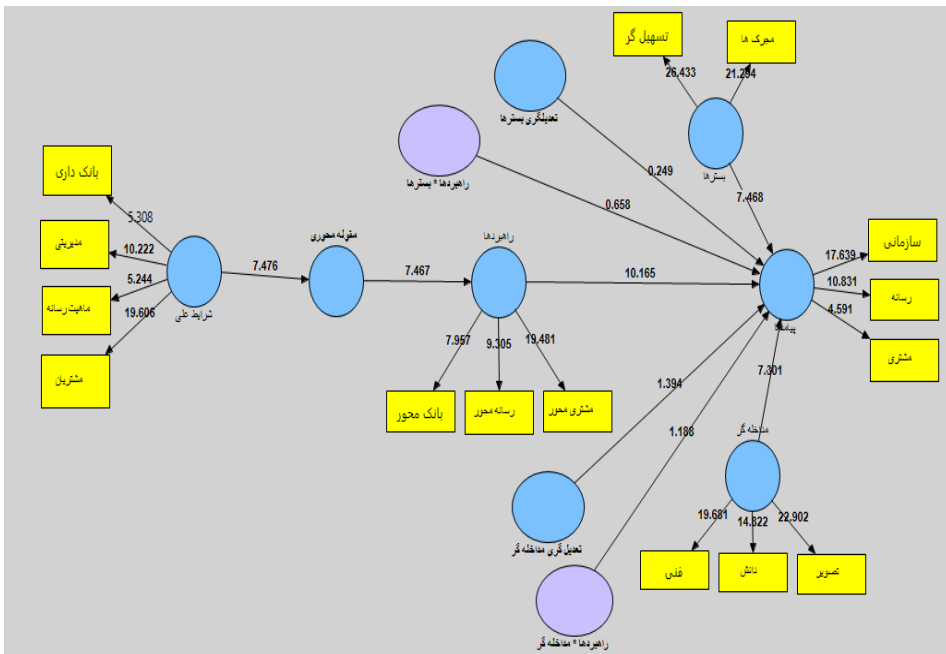 تسهیل گر
محرک ها
26.433
21.294
تعدیلگری بسترها
بسترها
راهبردها * بسترها
0.249
7.468
0.658
بانک داری
5.308
مدیریتی
10.222
5.244
ماهیت رسانه
19.606
مشتریان
شرایط علی
7.476
مقوله محوری
7.467
راهبردها
10.165
7.957
9.305
19.481
بانک محور
رسانه محور
مشتری محور
سازمانی
17.639
رسانه
10.831
4.591
مشتری
7.301
1.394
1.188
مداخله گر
تعدیل گری مداخله گر
راهبردها * مداخله گر
19.681
14.822
22.902
فنی
دانش
تصویر